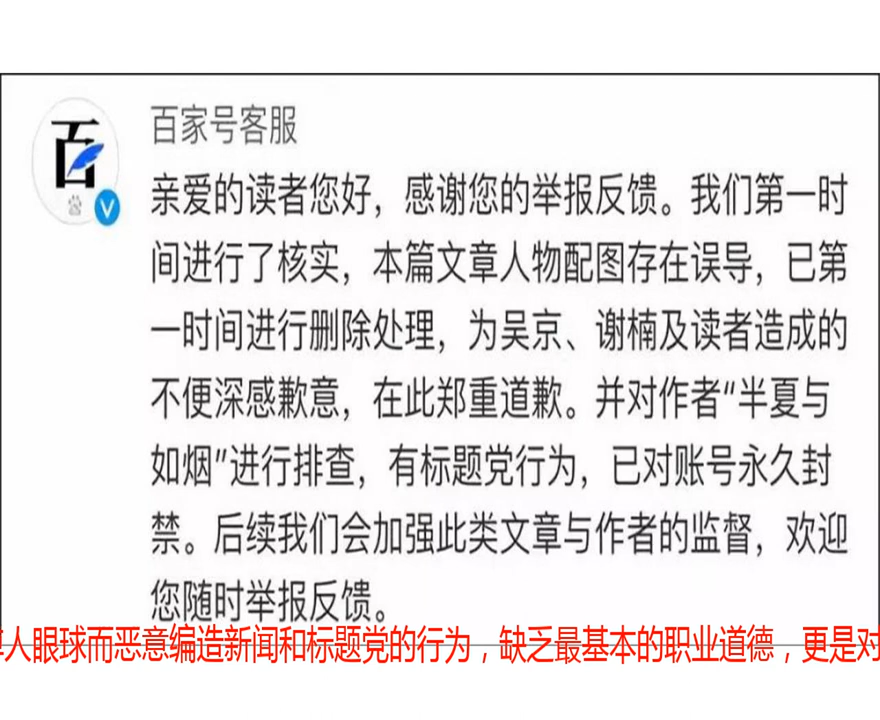 百家号客服
亲爱的读者您好，感谢您的举报反馈。我们第一时
间进行了核实，本篇文章人物配图存在误导，已第
一时间进行删除处理，为吴京、谢楠及读者造成的
不便深感歉意，在此郑重道歉。并对作者“半夏与
如烟”进行排查，有标题党行为，已对账号永久封
禁。后续我们会加强此类文章与作者的监督，欢迎
您随时举报反馈。
人眼球而恶意编造新闻和标题党的行为，缺乏最基本的职业道德，更是对